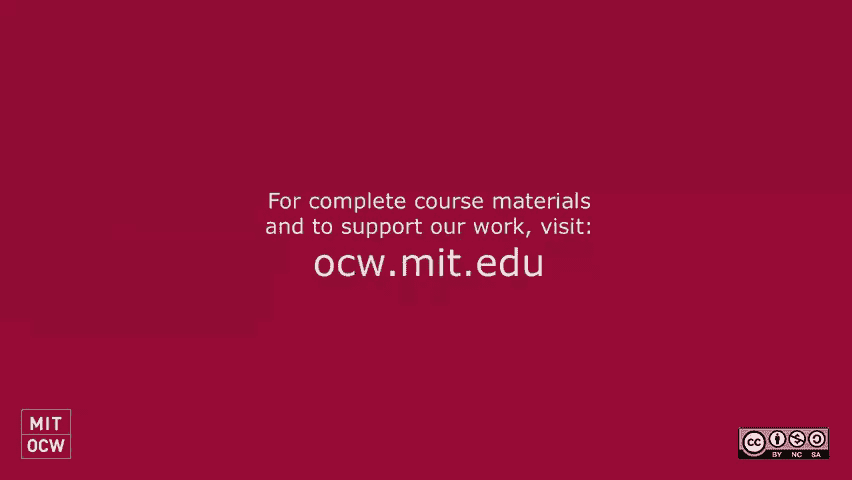 For complete course materials
and to support our work, visit:
ocw.mit.edu
MIT
OCW
cc
BY NC SA